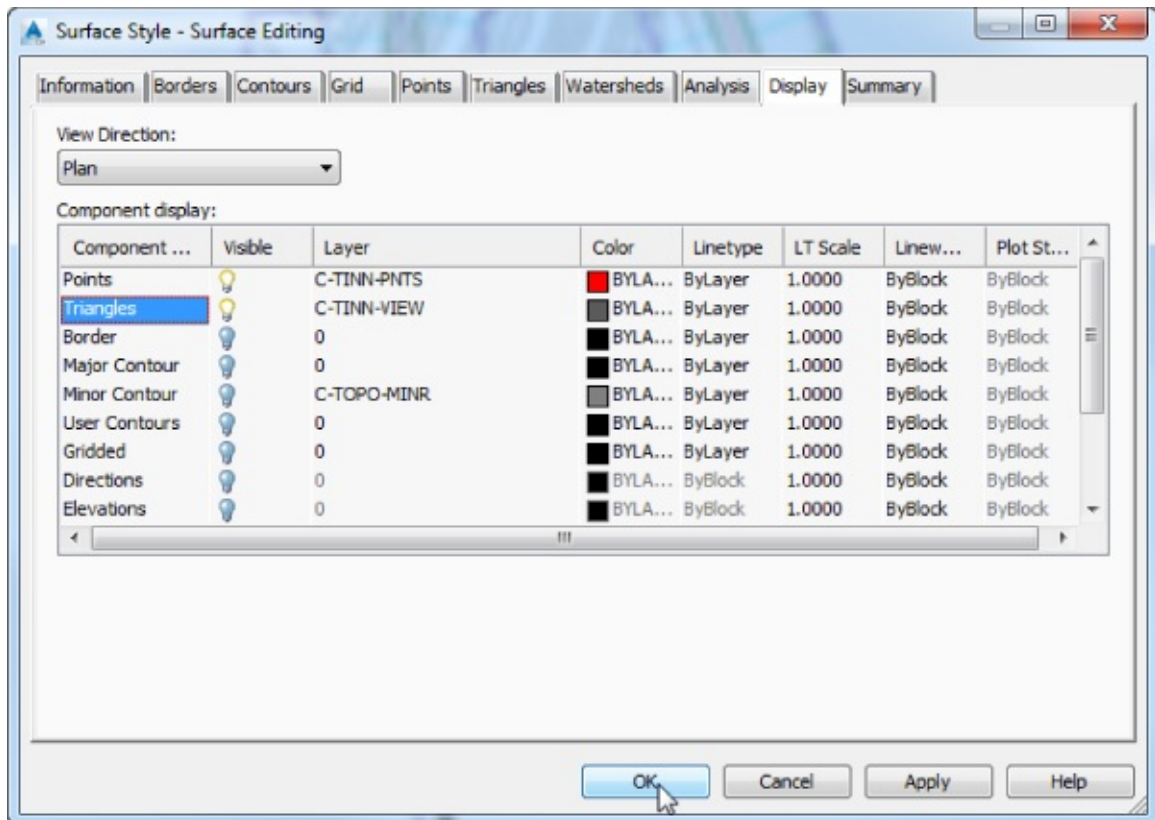 Surface Style - Surface Editing
Information Borders Contours Grid Points Triangles Watersheds Analysis Display Summary
View Direction:
Plan
Component display:
Component ... Visible Layer Color Linetype LT Scale Linew... Plot St...
Points C-TINN-PNTS BYLA... ByLayer 1.0000 ByBlock ByBlock
Triangles C-TINN-VIEW BYLA... ByLayer 1.0000 ByBlock ByBlock
Border 0 BYLA... ByLayer 1.0000 ByBlock ByBlock
Major Contour 0 BYLA... ByLayer 1.0000 ByBlock ByBlock
Minor Contour C-TOPO-MINR BYLA... ByLayer 1.0000 ByBlock ByBlock
User Contours 0 BYLA... ByLayer 1.0000 ByBlock ByBlock
Gridded 0 BYLA... ByLayer 1.0000 ByBlock ByBlock
Directions 0 BYLA... ByBlock 1.0000 ByBlock ByBlock
Elevations 0 BYLA... ByBlock 1.0000 ByBlock ByBlock
OK Cancel Apply Help